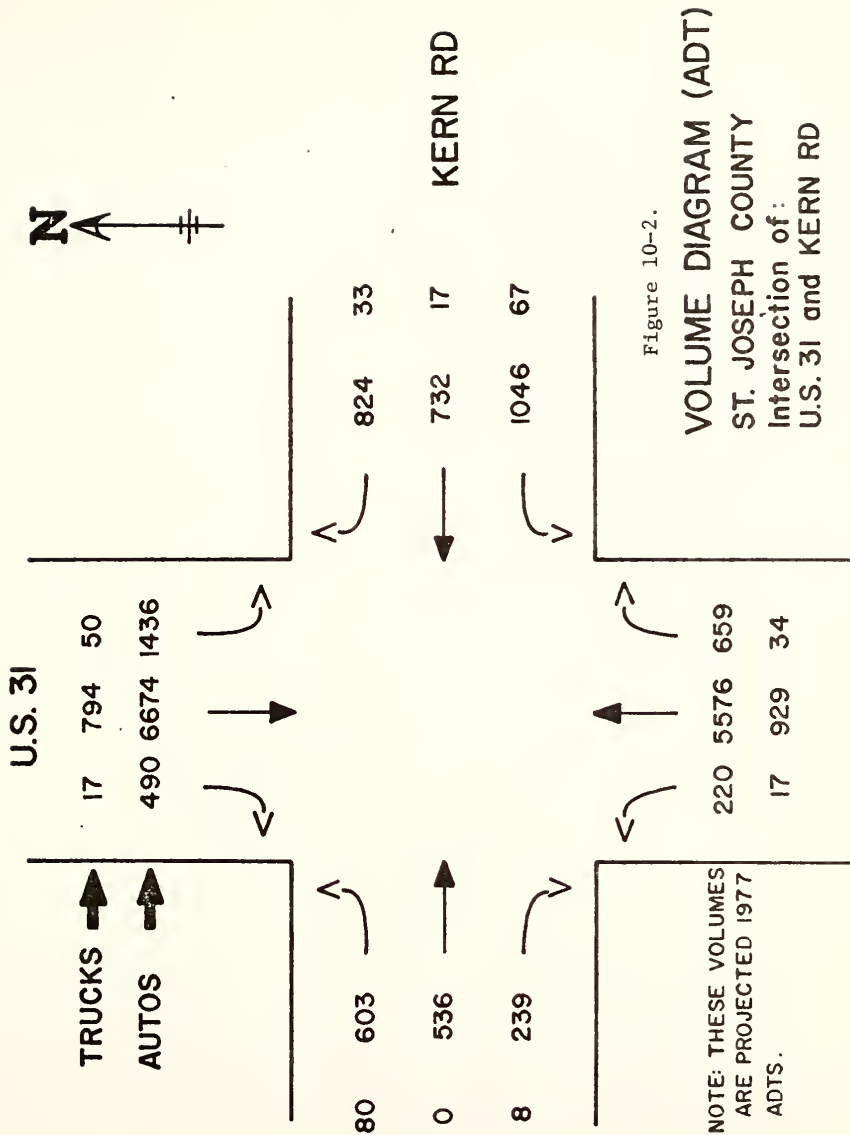 U.S. 31
N
TRUCKS 17 794 50
AUTOS 490 6674 1436
80 603
0 536
8 239
824 33
732 17
1046 67
KERN RD
220 5576 659
17 929 34
NOTE: THESE VOLUMES
ARE PROJECTED 1977
ADTS.
Figure 10-2.
VOLUME DIAGRAM (ADT)
ST. JOSEPH COUNTY
Intersection of:
U.S. 31 and KERN RD